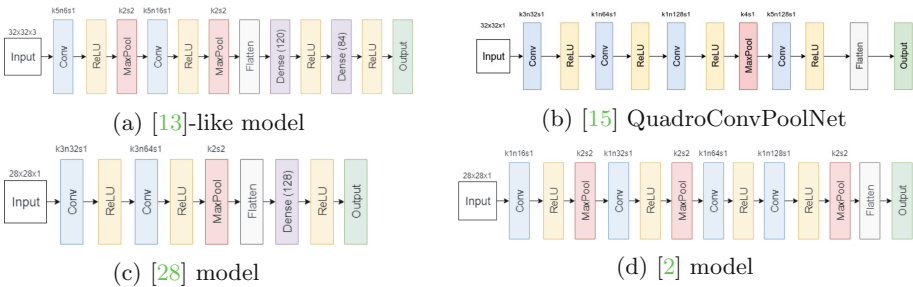 k5n6s1 k2s2 k5n16s1 k2s2
32x32x3
Input Conv ReLU MaxPool Conv ReLU MaxPool Flatten Dense (120) ReLU Dense (84) ReLU Output
(a) [13]-like model
k3n32s1 k1n64s1 k1n128s1 k4s1 k5n128s1
32x32x1
Input Conv ReLU Conv ReLU Conv ReLU MaxPool Conv ReLU Flatten Output
(b) [15] QuadroConvPoolNet
k3n32s1 k3n64s1 k2s2
28x28x1
Input Conv ReLU Conv ReLU MaxPool Flatten Dense (128) ReLU Output
(c) [28] model
k1n16s1 k2s2 k1n32s1 k2s2 k1n64s1 k1n128s1 k2s2
28x28x1
Input Conv ReLU MaxPool Conv ReLU MaxPool Conv ReLU Conv ReLU MaxPool Flatten Output
(d) [2] model